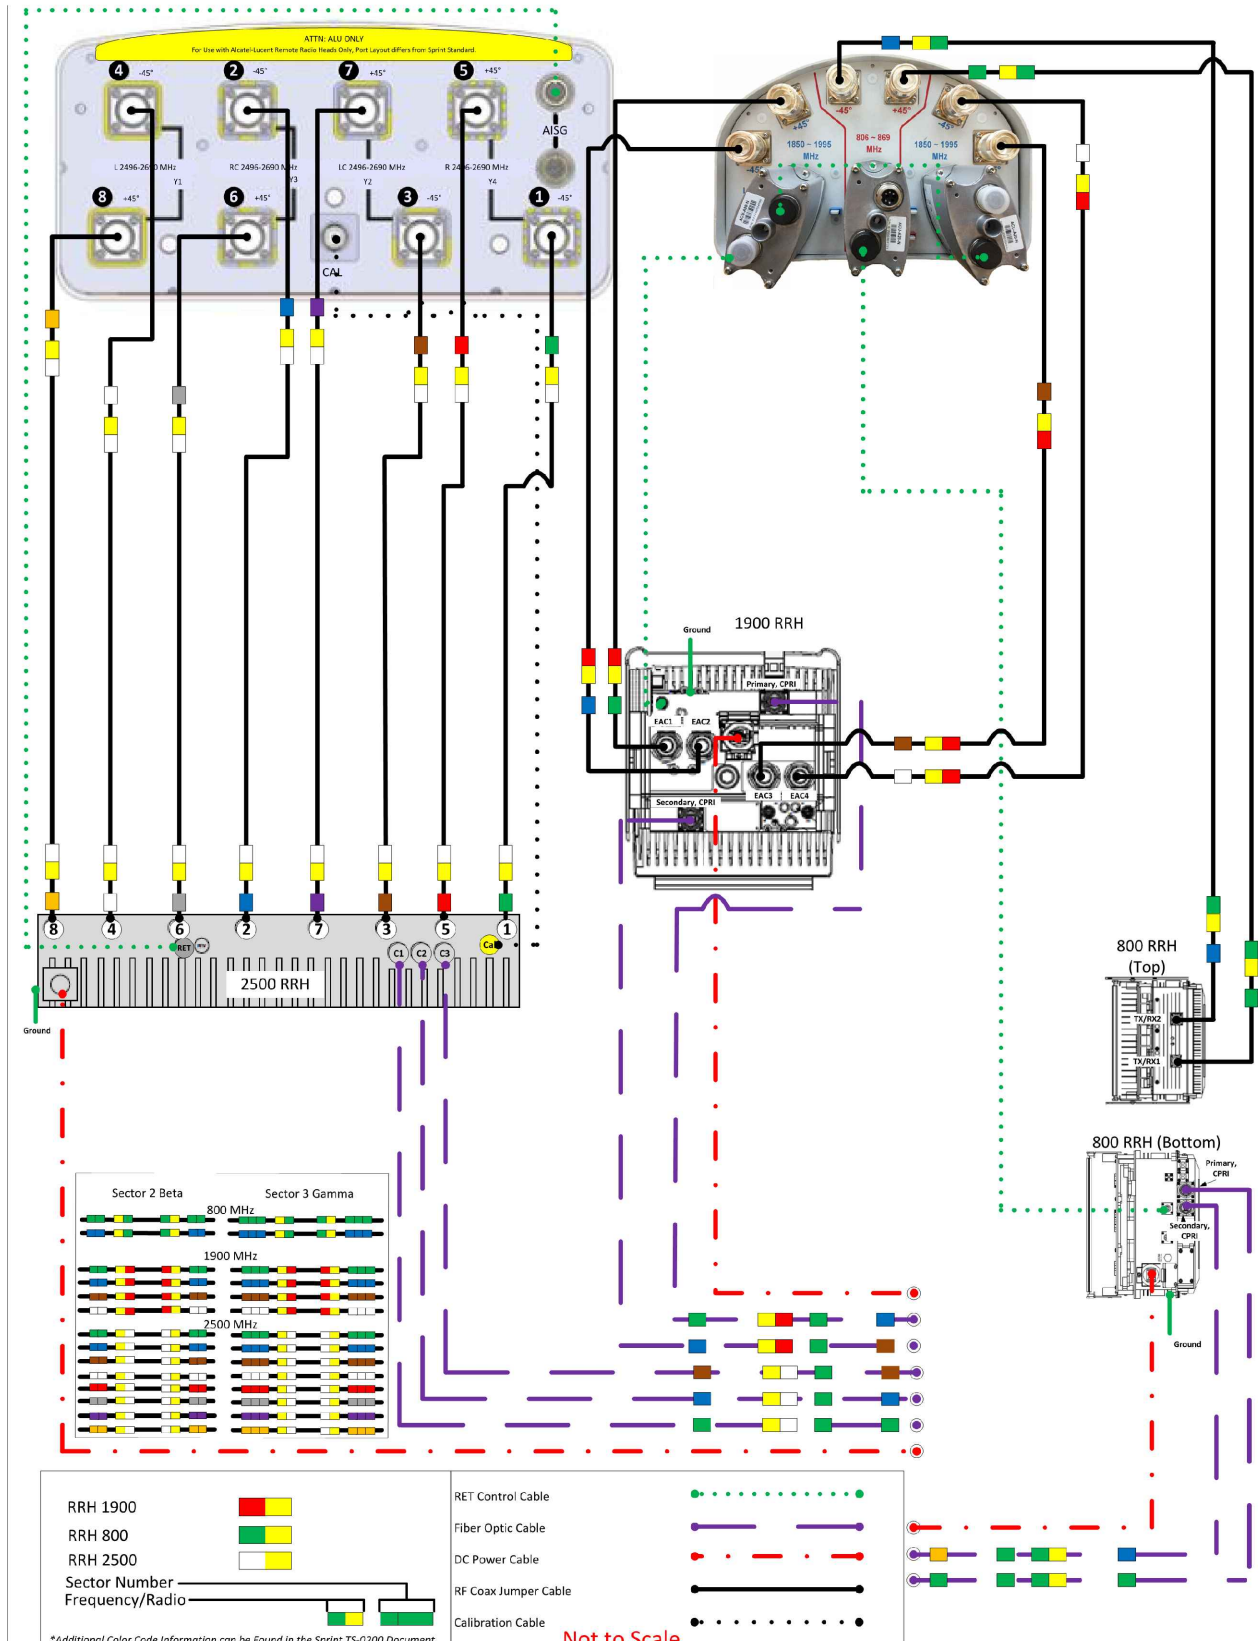 ATTN: ALU ONLY
For Use with Alcatel-Lucent Remote Radio Heads Only, Port Layout differs from Sprint Standard.
4 -45°
2 -45°
7 +45°
5 +45°
AISG
L 2496-2690 MHz
RC 2496-2690 MHz
LC 2496-2690 MHz
R 2496-2690 MHz
Y1
Y3
Y2
Y4
8 +45°
6 +45°
3 -45°
1 -45°
CAL
-45°
+45°
+45°
-45°
-45°
1850 ~ 1995
MHz
806 ~ 869
MHz
1850 ~ 1995
MHz
1900 RRH
Ground
Primary, CPRI
EAC1
EAC2
EAC3
EAC4
Secondary, CPRI
8
4
6
2
7
3
5
1
RET
C1
C2
C3
Cal
2500 RRH
Ground
800 RRH
(Top)
TX/RX2
TX/RX1
800 RRH (Bottom)
Primary,
CPRI
Secondary,
CPRI
Ground
Sector 2 Beta
Sector 3 Gamma
800 MHz
1900 MHz
2500 MHz
RRH 1900
RRH 800
RRH 2500
Sector Number
Frequency/Radio
*Additional Color Code Information can be Found in the Sprint TS-0200 Document
RET Control Cable
Fiber Optic Cable
DC Power Cable
RF Coax Jumper Cable
Calibration Cable
Not to Scale